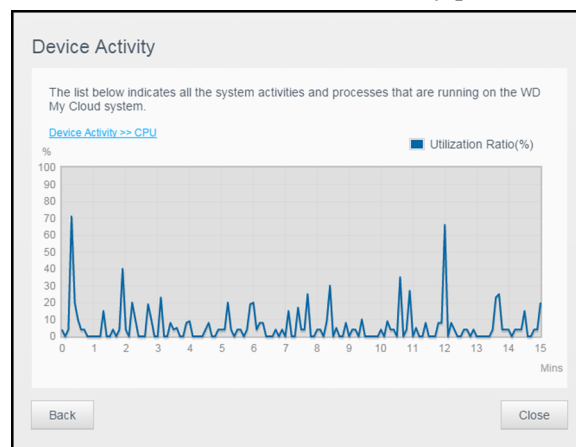 Device Activity
The list below indicates all the system activities and processes that are running on the WD
My Cloud system.
Device Activity >> CPU
Utilization Ratio(%)
%
100
90
80
70
60
50
40
30
20
10
0
0 1 2 3 4 5 6 7 8 9 10 11 12 13 14 15
Mins
Back Close